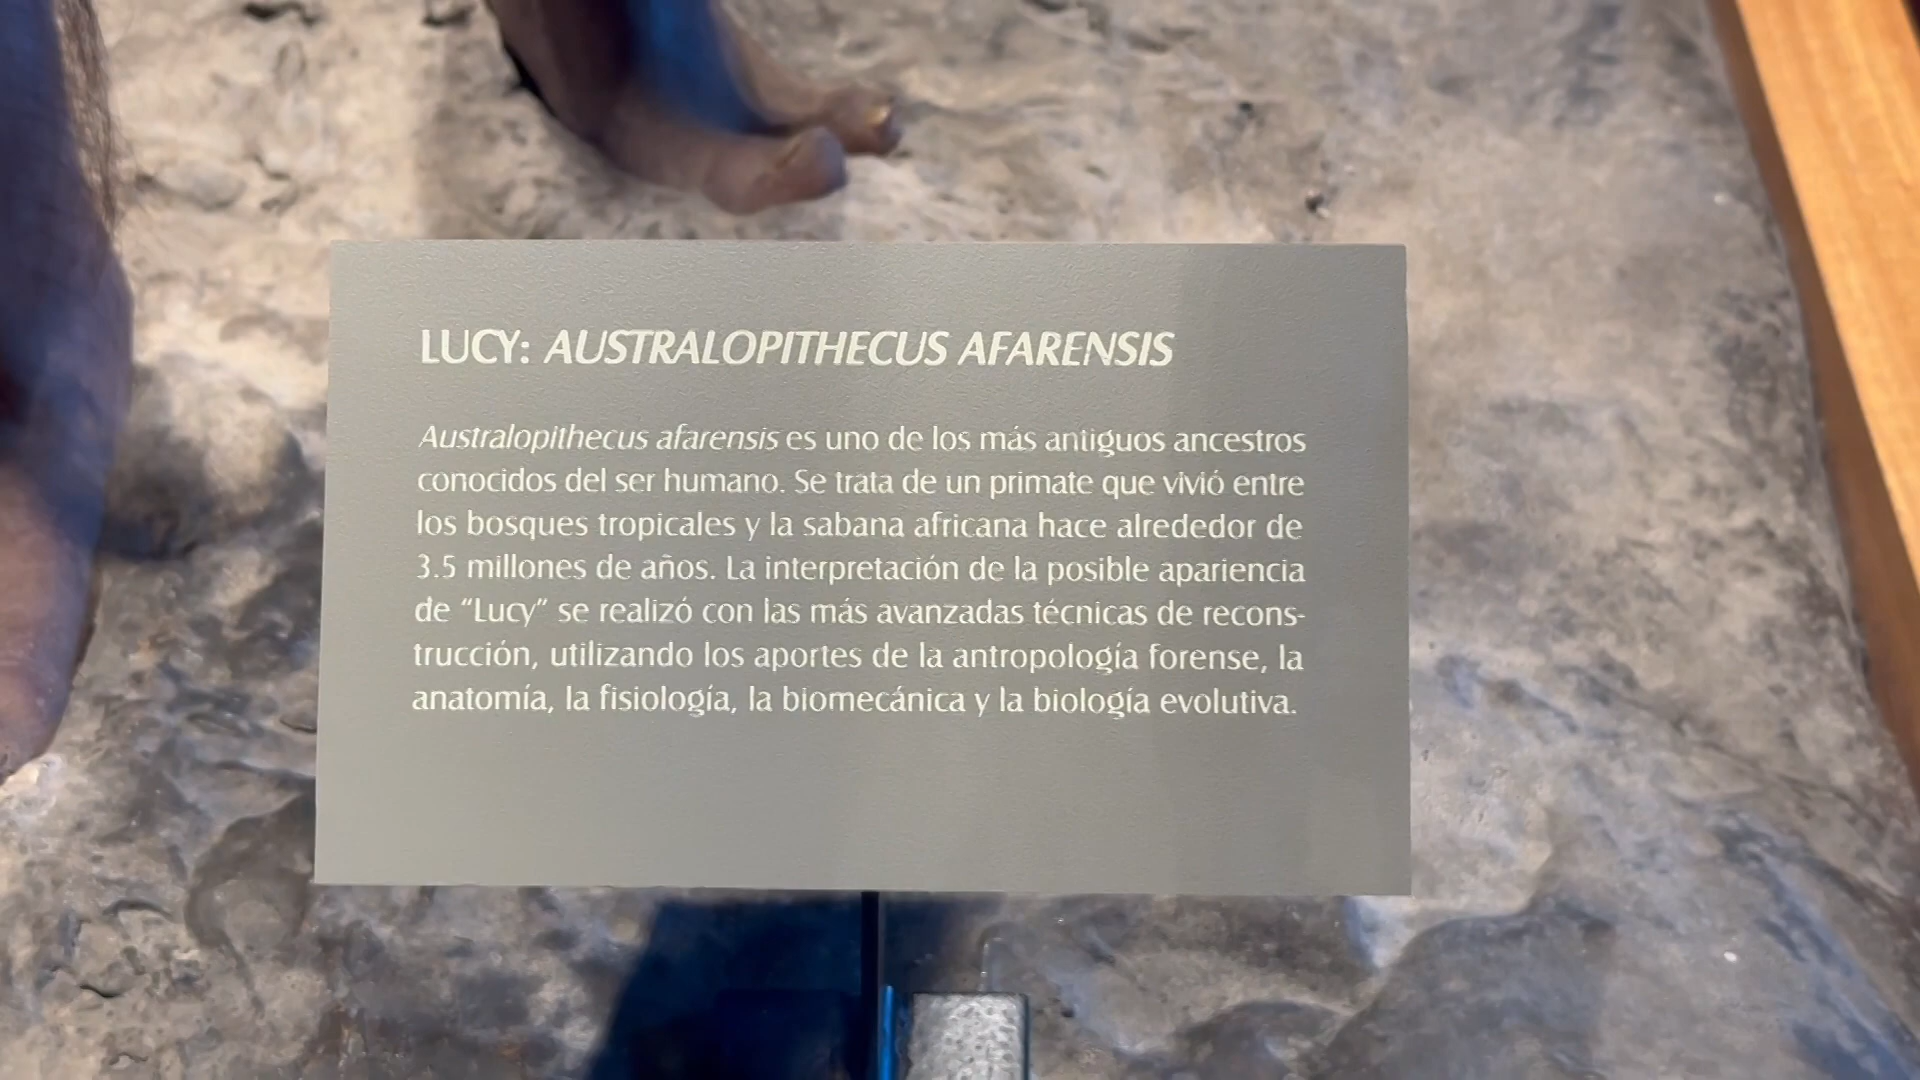 LUCY: AUSTRALOPITHECUS AFARENSIS
Australopithecus afarensis es uno de los más antiguos ancestros
conocidos del ser humano. Se trata de un primate que vivió entre
los bosques tropicales y la sabana africana hace alrededor de
3.5 millones de años. La interpretación de la posible apariencia
de “Lucy” se realizó con las más avanzadas técnicas de recons-
trucción, utilizando los aportes de la antropología forense, la
anatomía, la fisiología, la biomecánica y la biología evolutiva.